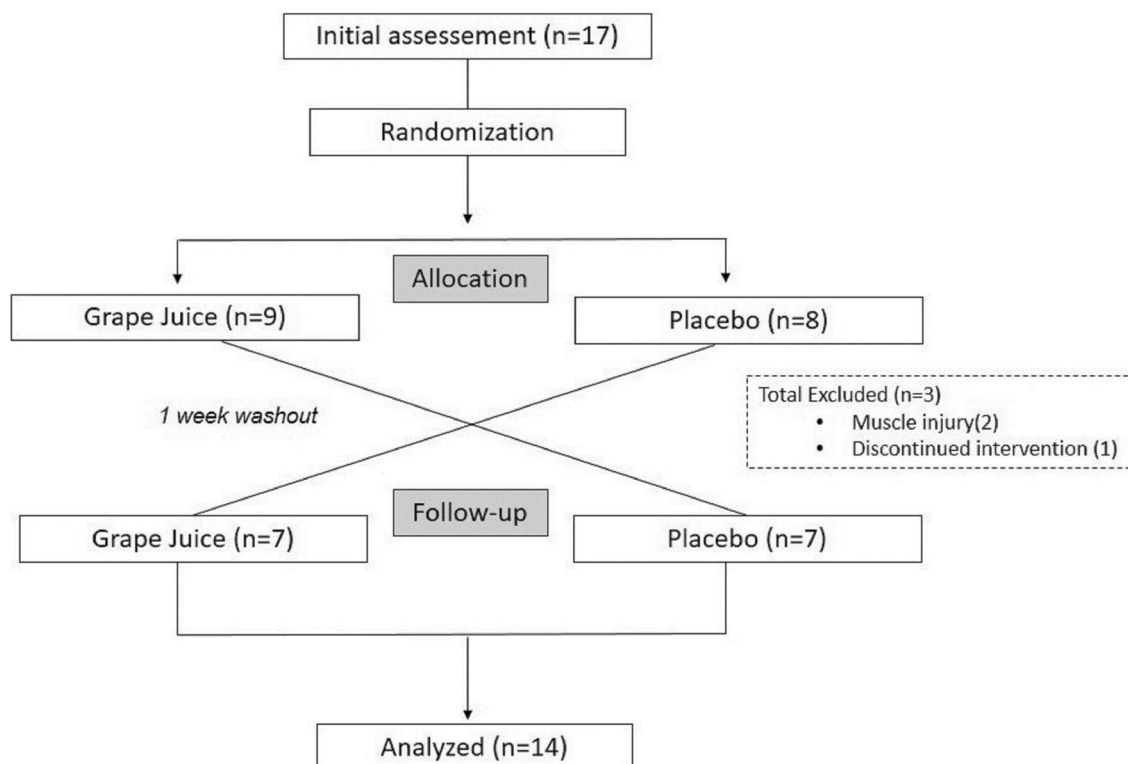 Initial assessement (n=17)
Randomization
Allocation
Grape Juice (n=9)
Placebo (n=8)
1 week washout
Total Excluded (n=3)
• Muscle injury(2)
• Discontinued intervention (1)
Follow-up
Grape Juice (n=7)
Placebo (n=7)
Analyzed (n=14)